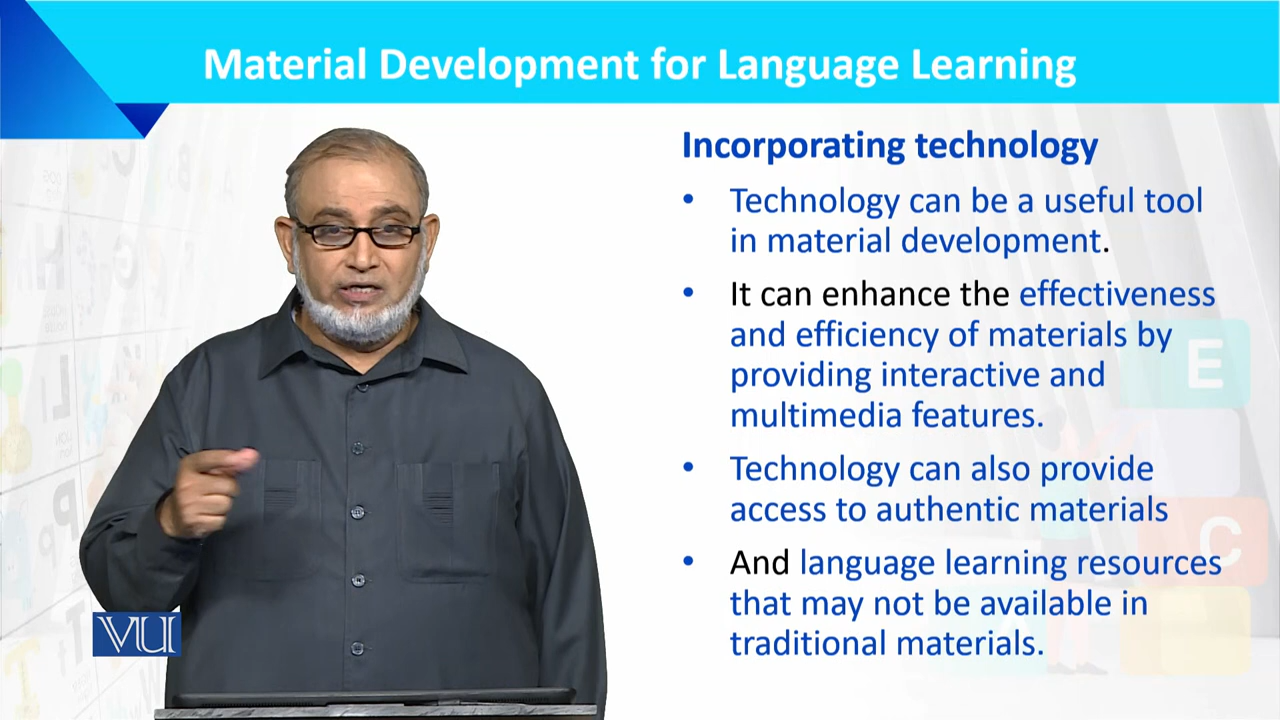 Material Development for Language Learning
Incorporating technology
• Technology can be a useful tool
in material development.
• It can enhance the effectiveness
and efficiency of materials by
providing interactive and
multimedia features.
• Technology can also provide
access to authentic materials
• And language learning resources
that may not be available in
traditional materials.
VU
E
C